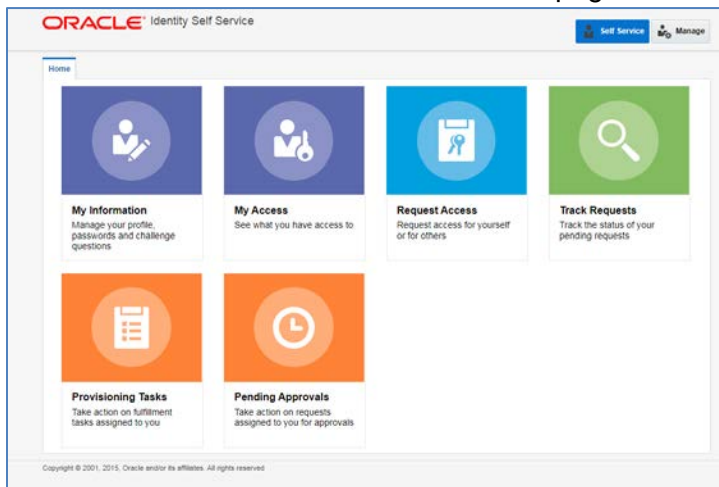 ORACLE® Identity Self Service
Self Service
Manage
Home
My Information
Manage your profile,
passwords and challenge
questions
My Access
See what you have access to
Request Access
Request access for yourself
or for others
Track Requests
Track the status of your
pending requests
Provisioning Tasks
Take action on fulfillment
tasks assigned to you
Pending Approvals
Take action on requests
assigned to you for approvals
Copyright © 2001, 2015, Oracle and/or its affiliates. All rights reserved